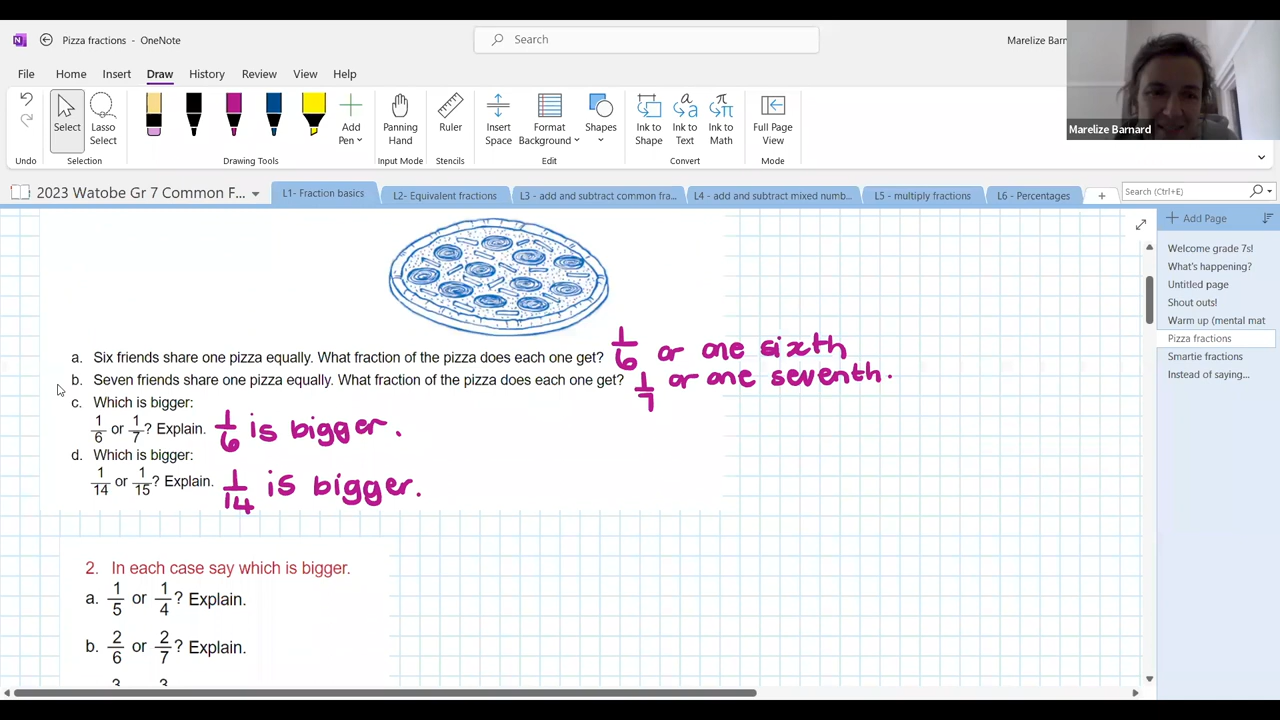 Pizza fractions - OneNote
Search
Marelize Bar
File Home Insert Draw History Review View Help
Select
Lasso Select
Add Pen
Panning Hand
Ruler
Insert Space
Format Background
Shapes
Ink to Shape
Ink to Text
Ink to Math
Full Page View
Undo Selection Drawing Tools Input Mode Stencils Edit Convert Mode
Marelize Barnard
2023 Watobe Gr 7 Common F...
L1- Fraction basics
L2- Equivalent fractions
L3 - add and subtract common fra...
L4 - add and subtract mixed numb...
L5 - multiply fractions
L6 - Percentages
Search (Ctrl+E)
Add Page
Welcome grade 7s!
What's happening?
Untitled page
Shout outs!
Warm up (mental mat
Pizza fractions
Smartie fractions
Instead of saying...
a. Six friends share one pizza equally. What fraction of the pizza does each one get? 1/6 or one sixth
b. Seven friends share one pizza equally. What fraction of the pizza does each one get? 1/7 or one seventh.
c. Which is bigger:
1/6 or 1/7? Explain. 1/6 is bigger.
d. Which is bigger:
1/14 or 1/15? Explain. 1/14 is bigger.
2. In each case say which is bigger.
a. 1/5 or 1/4? Explain.
b. 2/6 or 2/7? Explain.
3 3